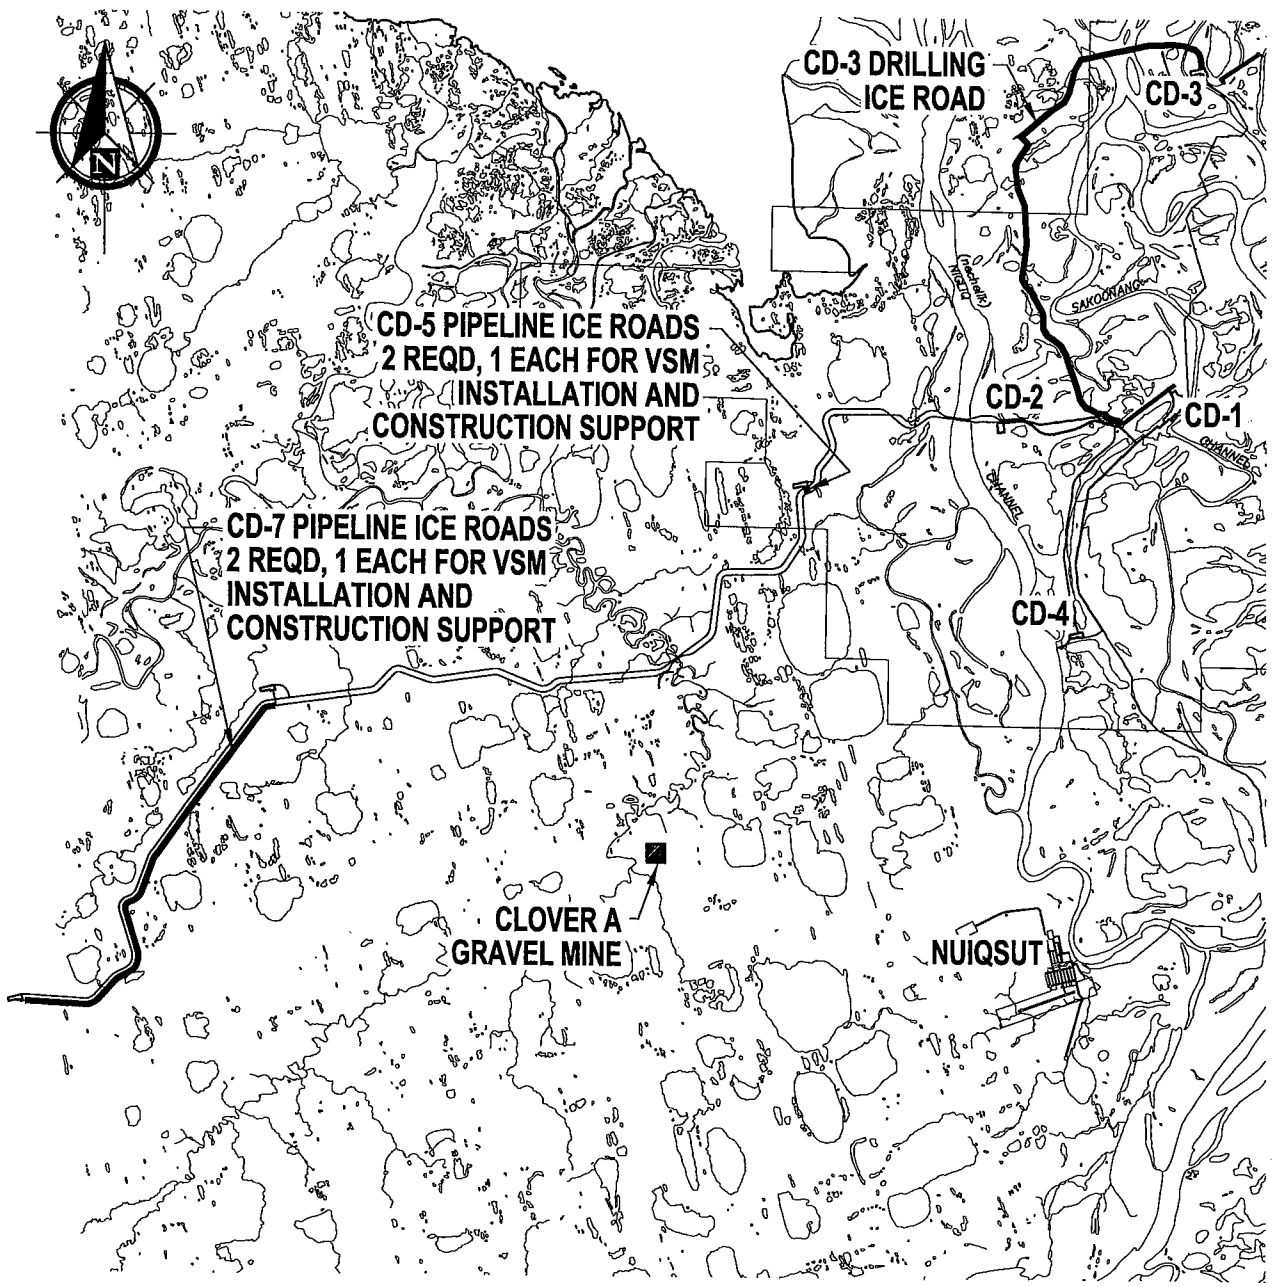 CD-3 DRILLING
ICE ROAD
CD-3
N
(nachelik)
NIGLIQ
SAKOONANG
CD-5 PIPELINE ICE ROADS
2 REQD, 1 EACH FOR VSM
INSTALLATION AND
CONSTRUCTION SUPPORT
CD-2
CD-1
CHANNEL
CHANNEL
CD-7 PIPELINE ICE ROADS
2 REQD, 1 EACH FOR VSM
INSTALLATION AND
CONSTRUCTION SUPPORT
CD-4
CLOVER A
GRAVEL MINE
NUIQSUT